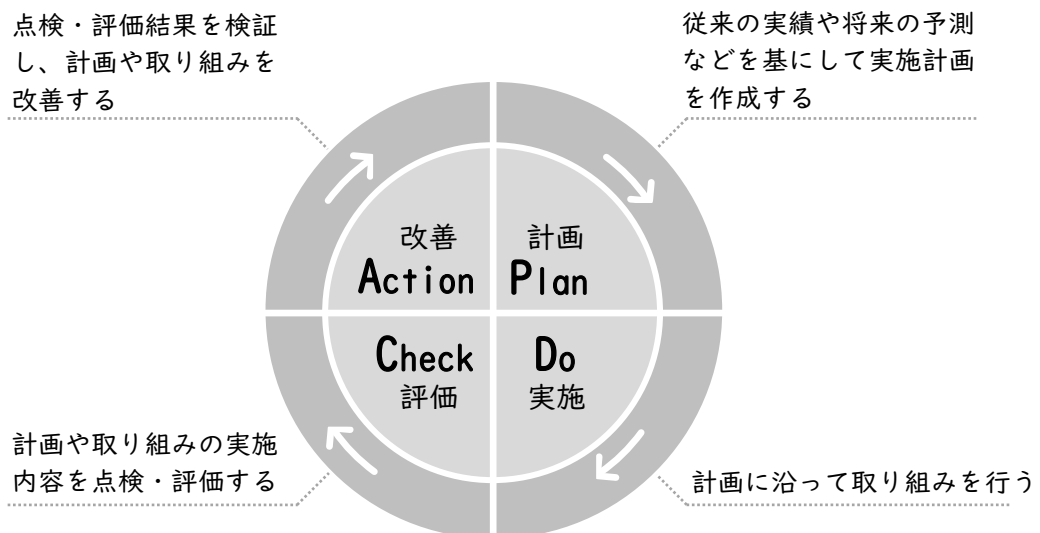 点検・評価結果を検証
し、計画や取り組みを
改善する
従来の実績や将来の予測
などを基にして実施計画
を作成する
改善
Action
計画
Plan
Check
評価
Do
実施
計画や取り組みの実施
内容を点検・評価する
計画に沿って取り組みを行う